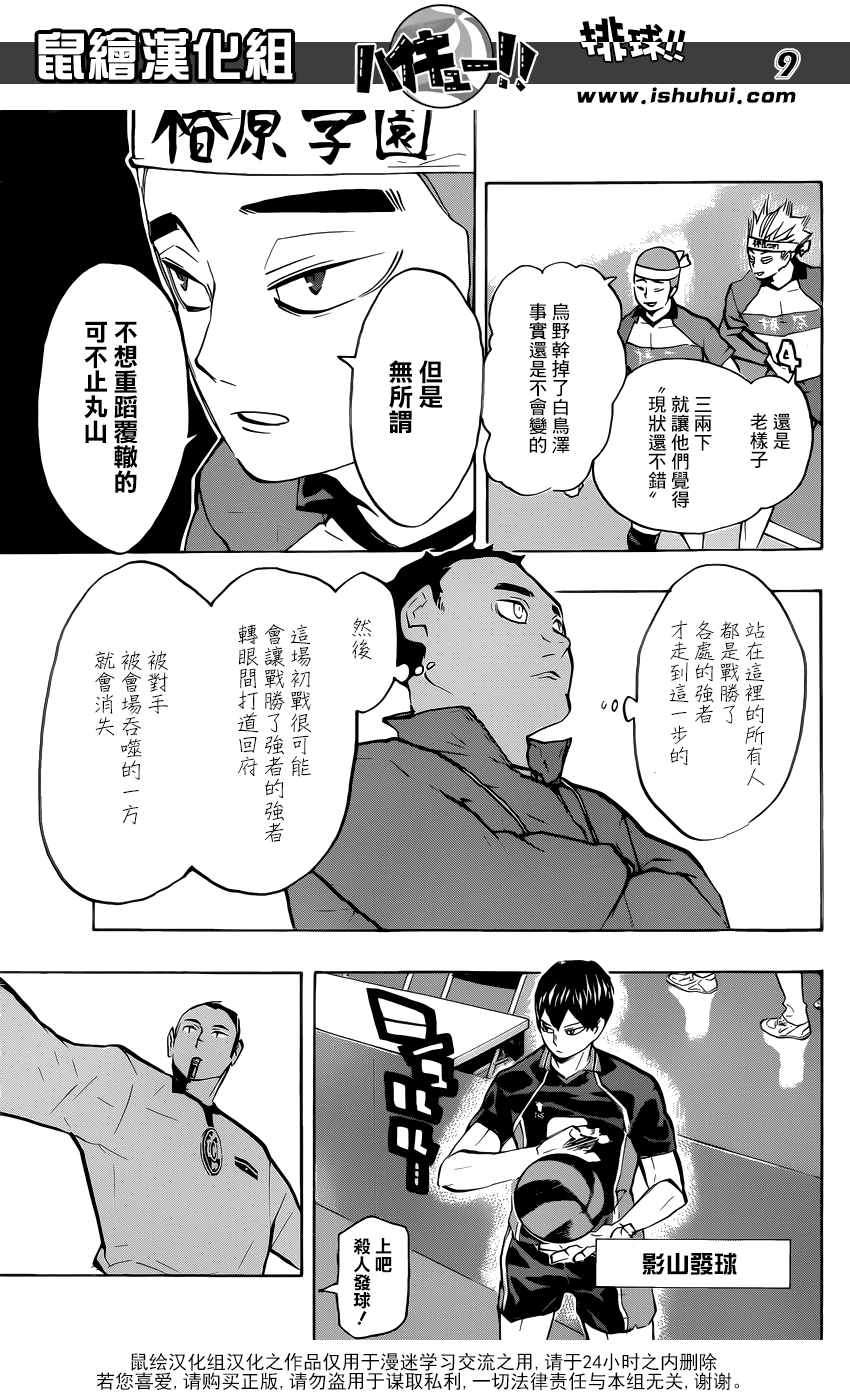 鼠繪漢化組
ハイキュー!!
排球!!
9
www.ishuhui.com
還是
老樣子
三兩下
就讓他們覺得
〝現狀還不錯〞
烏野幹掉了白鳥澤
事實還是不會變的
椿原学園
但是
無所謂
不想重蹈覆轍的
可不止丸山
4
站在這裡的所有人
都是戰勝了
各處的強者
才走到這一步的
然後
這場初戰很可能
會讓戰勝了強者的強者
轉眼間打道回府
被對手
被會場吞噬的一方
就會消失
影山發球
上吧
殺人發球!
鼠绘汉化组汉化之作品仅用于漫迷学习交流之用, 请于24小时之内删除
若您喜爱, 请购买正版, 请勿盗用于谋取私利, 一切法律责任与本组无关, 谢谢。